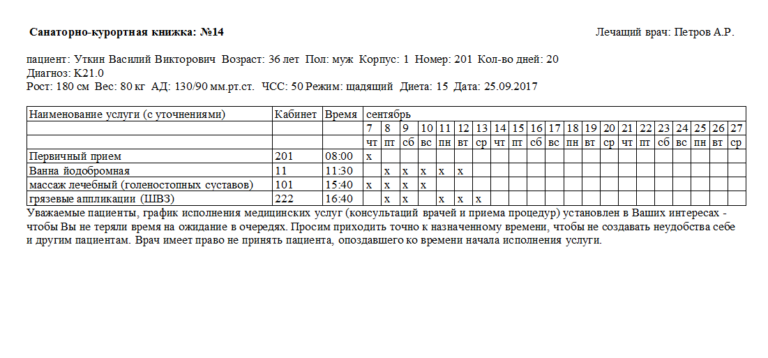 Санаторно-курортная книжка: №14 Лечащий врач: Петров А.Р.
пациент: Уткин Василий Викторович Возраст: 36 лет Пол: муж Корпус: 1 Номер: 201 Кол-во дней: 20
Диагноз: K21.0
Рост: 180 см Вес: 80 кг АД: 130/90 мм.рт.ст. ЧСС: 50 Режим: щадящий Диета: 15 Дата: 25.09.2017
Наименование услуги (с уточнениями) Кабинет Время сентябрь
7 8 9 10 11 12 13 14 15 16 17 18 19 20 21 22 23 24 25 26 27
чт пт сб вс пн вт ср чт пт сб вс пн вт ср чт пт сб вс пн вт ср
Первичный прием 201 08:00 x
Ванна йодобромная 11 11:30 x x x x x
массаж лечебный (голеностопных суставов) 101 15:40 x x x x
грязевые аппликации (ШВЗ) 222 16:40 x x x x x
Уважаемые пациенты, график исполнения медицинских услуг (консультаций врачей и приема процедур) установлен в Ваших интересах -
чтобы Вы не теряли время на ожидание в очередях. Просим приходить точно к назначенному времени, чтобы не создавать неудобства себе
и другим пациентам. Врач имеет право не принять пациента, опоздавшего ко времени начала исполнения услуги.